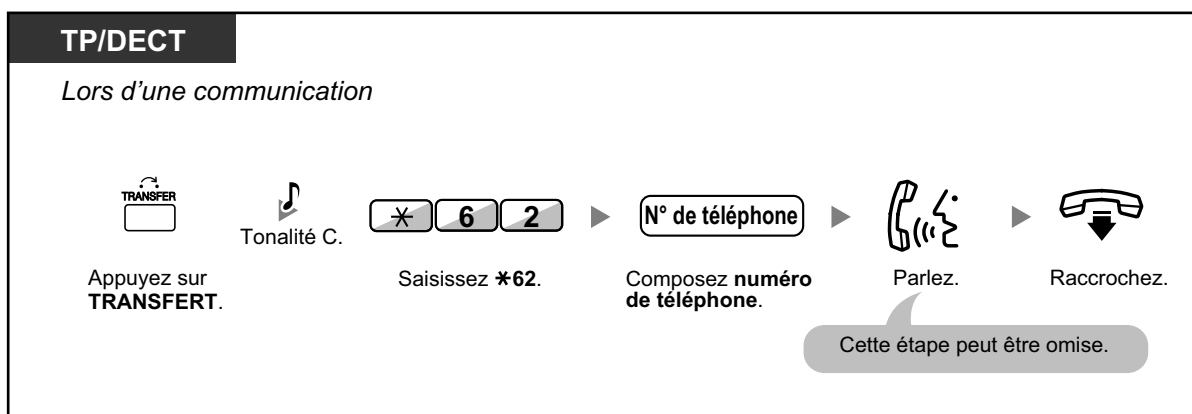 TP/DECT
Lors d’une communication
TRANSFER
Tonalité C.
* 6 2
N° de téléphone
Appuyez sur
TRANSFERT.
Saisissez *62.
Composez numéro
de téléphone.
Parlez.
Raccrochez.
Cette étape peut être omise.